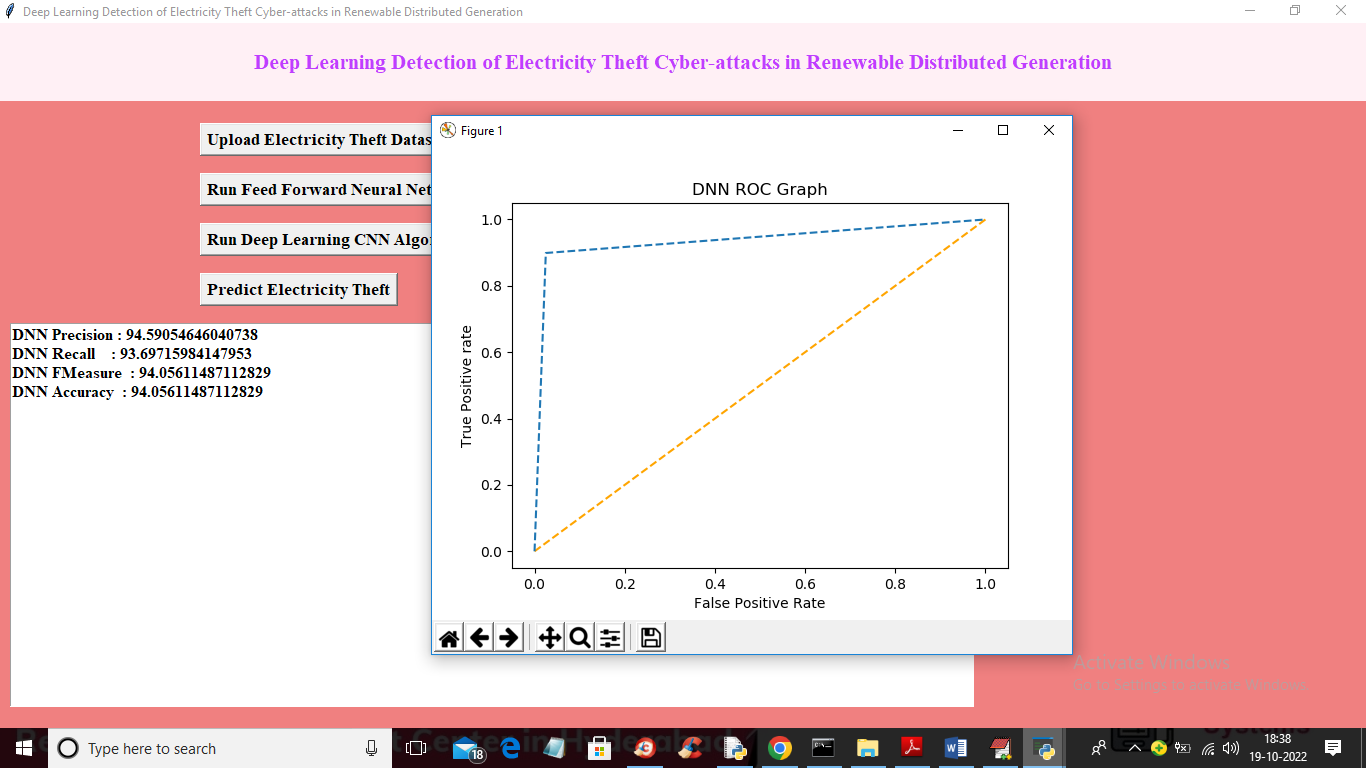 Deep Learning Detection of Electricity Theft Cyber-attacks in Renewable Distributed Generation
Deep Learning Detection of Electricity Theft Cyber-attacks in Renewable Distributed Generation
Upload Electricity Theft Datas
Run Feed Forward Neural Net
Run Deep Learning CNN Algo
Predict Electricity Theft
DNN Precision : 94.59054646040738
DNN Recall : 93.69715984147953
DNN FMeasure : 94.05611487112829
DNN Accuracy : 94.05611487112829
Figure 1
DNN ROC Graph
1.0
0.8
0.6
0.4
0.2
0.0
True Positive rate
0.0 0.2 0.4 0.6 0.8 1.0
False Positive Rate
Activate Windows
Go to Settings to activate Windows.
Type here to search
18
18:38
19-10-2022